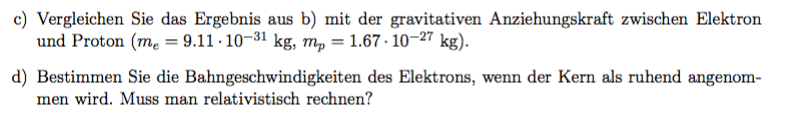 c) Vergleichen Sie das Ergebnis aus b) mit der gravitativen Anziehungskraft zwischen Elektron
und Proton (mₑ = 9.11 · 10⁻³¹ kg, mₚ = 1.67 · 10⁻²⁷ kg).
d) Bestimmen Sie die Bahngeschwindigkeiten des Elektrons, wenn der Kern als ruhend angenom-
men wird. Muss man relativistisch rechnen?